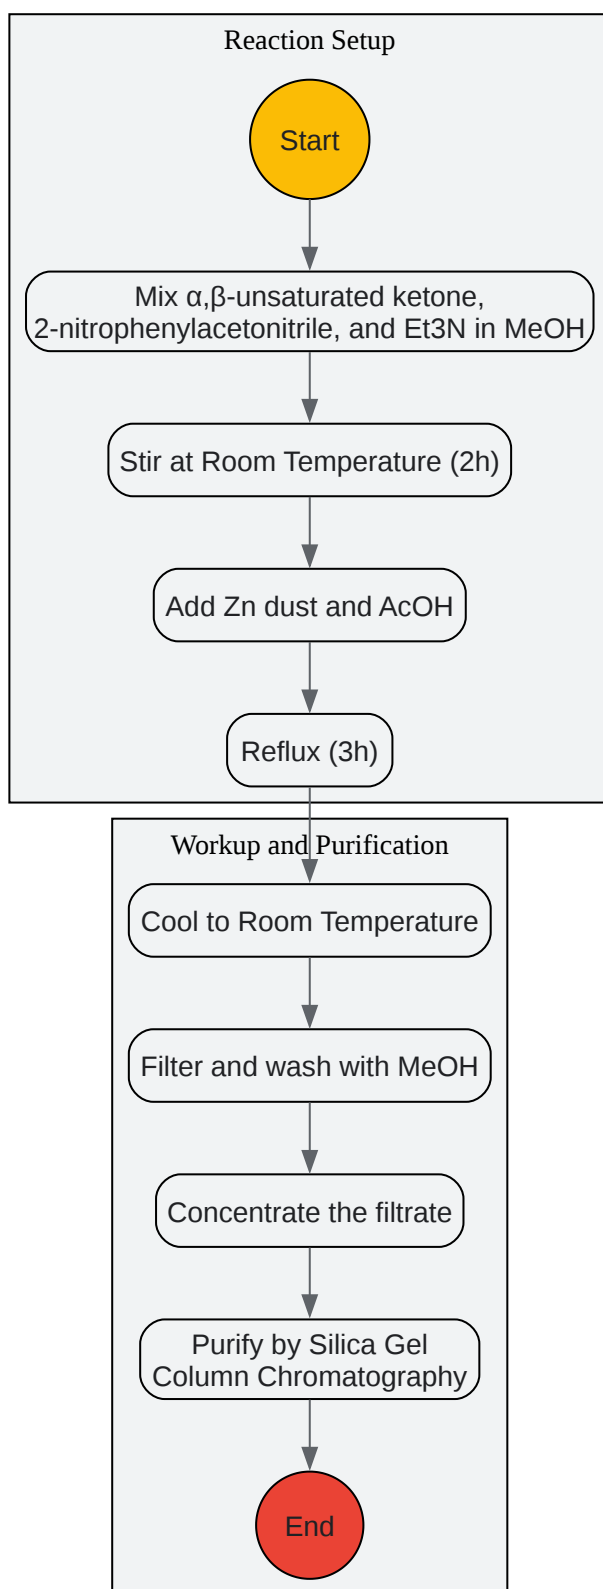 Reaction Setup
Start
Mix α,β-unsaturated ketone,
2-nitrophenylacetonitrile, and Et3N in MeOH
Stir at Room Temperature (2h)
Add Zn dust and AcOH
Reflux (3h)
Workup and Purification
Cool to Room Temperature
Filter and wash with MeOH
Concentrate the filtrate
Purify by Silica Gel
Column Chromatography
End